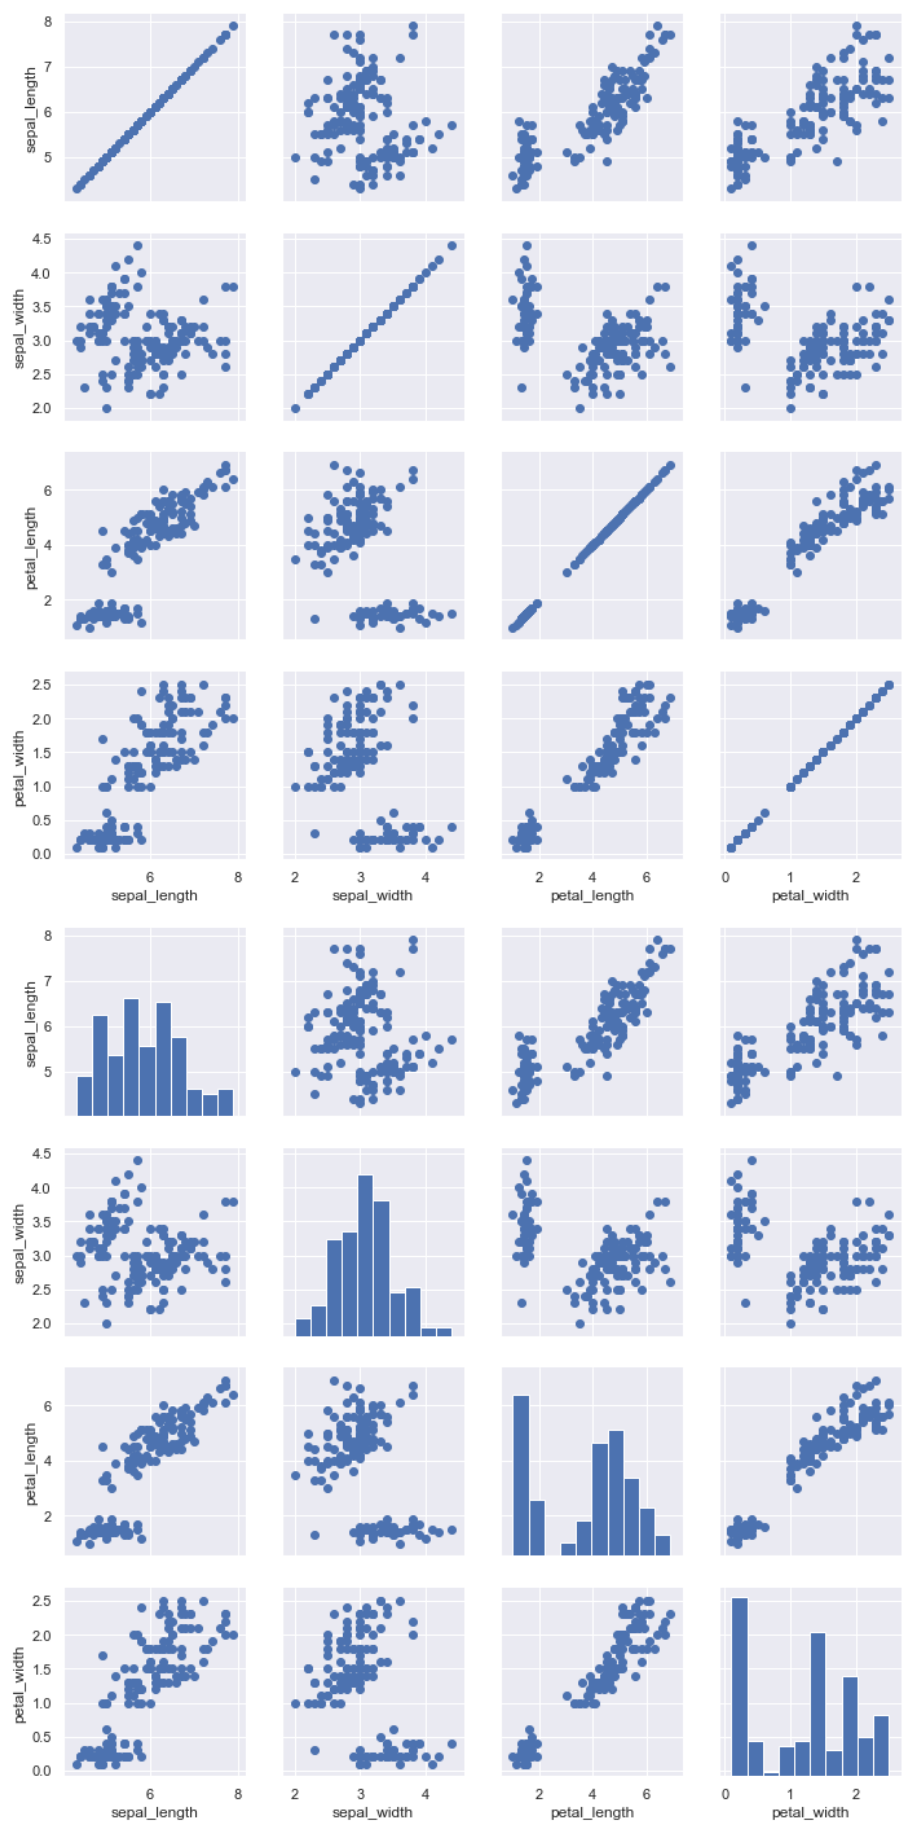 8
7
6
5
sepal_length
4.5
4.0
3.5
3.0
2.5
2.0
sepal_width
6
4
2
petal_length
2.5
2.0
1.5
1.0
0.5
0.0
petal_width
6 8
2 3 4
2 4 6
0 1 2
sepal_length
sepal_width
petal_length
petal_width
8
7
6
5
sepal_length
4.5
4.0
3.5
3.0
2.5
2.0
sepal_width
6
4
2
petal_length
2.5
2.0
1.5
1.0
0.5
0.0
petal_width
6 8
2 3 4
2 4 6
0 1 2
sepal_length
sepal_width
petal_length
petal_width